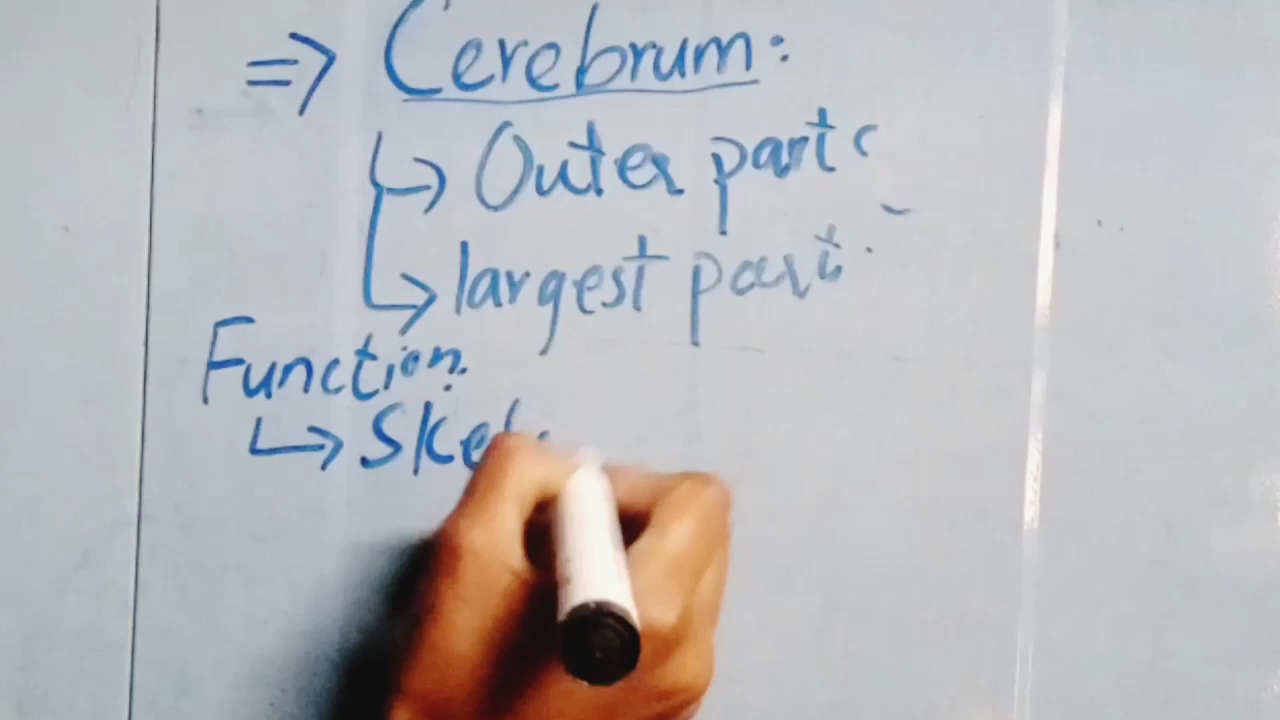 => Cerebrum:
↳ Outer part
↳ largest part
Function
↳ Skel